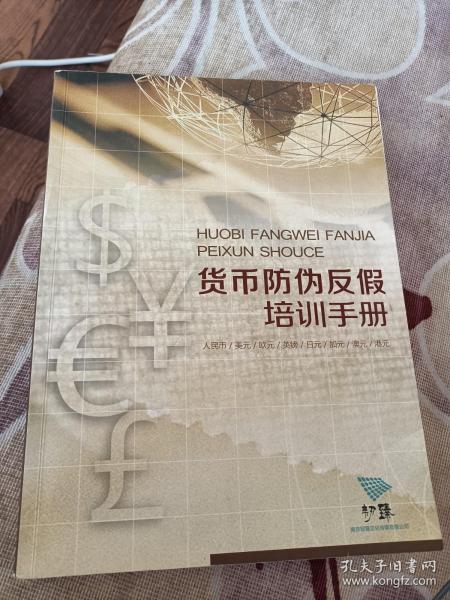 $
¥
€
£
HUOBI FANGWEI FANJIA
PEIXUN SHOUCE
货币防伪反假
培训手册
人民币/美元/欧元/英镑/日元/加元/澳元/港元
孔夫子旧书网
www.kongfz.com